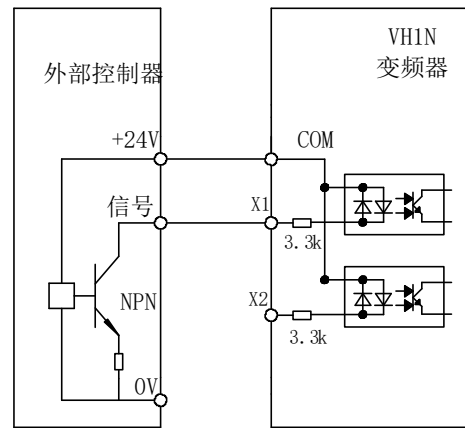 外部控制器
VH1N
变频器
+24V
COM
信号
X1
3.3k
NPN
X2
3.3k
0V